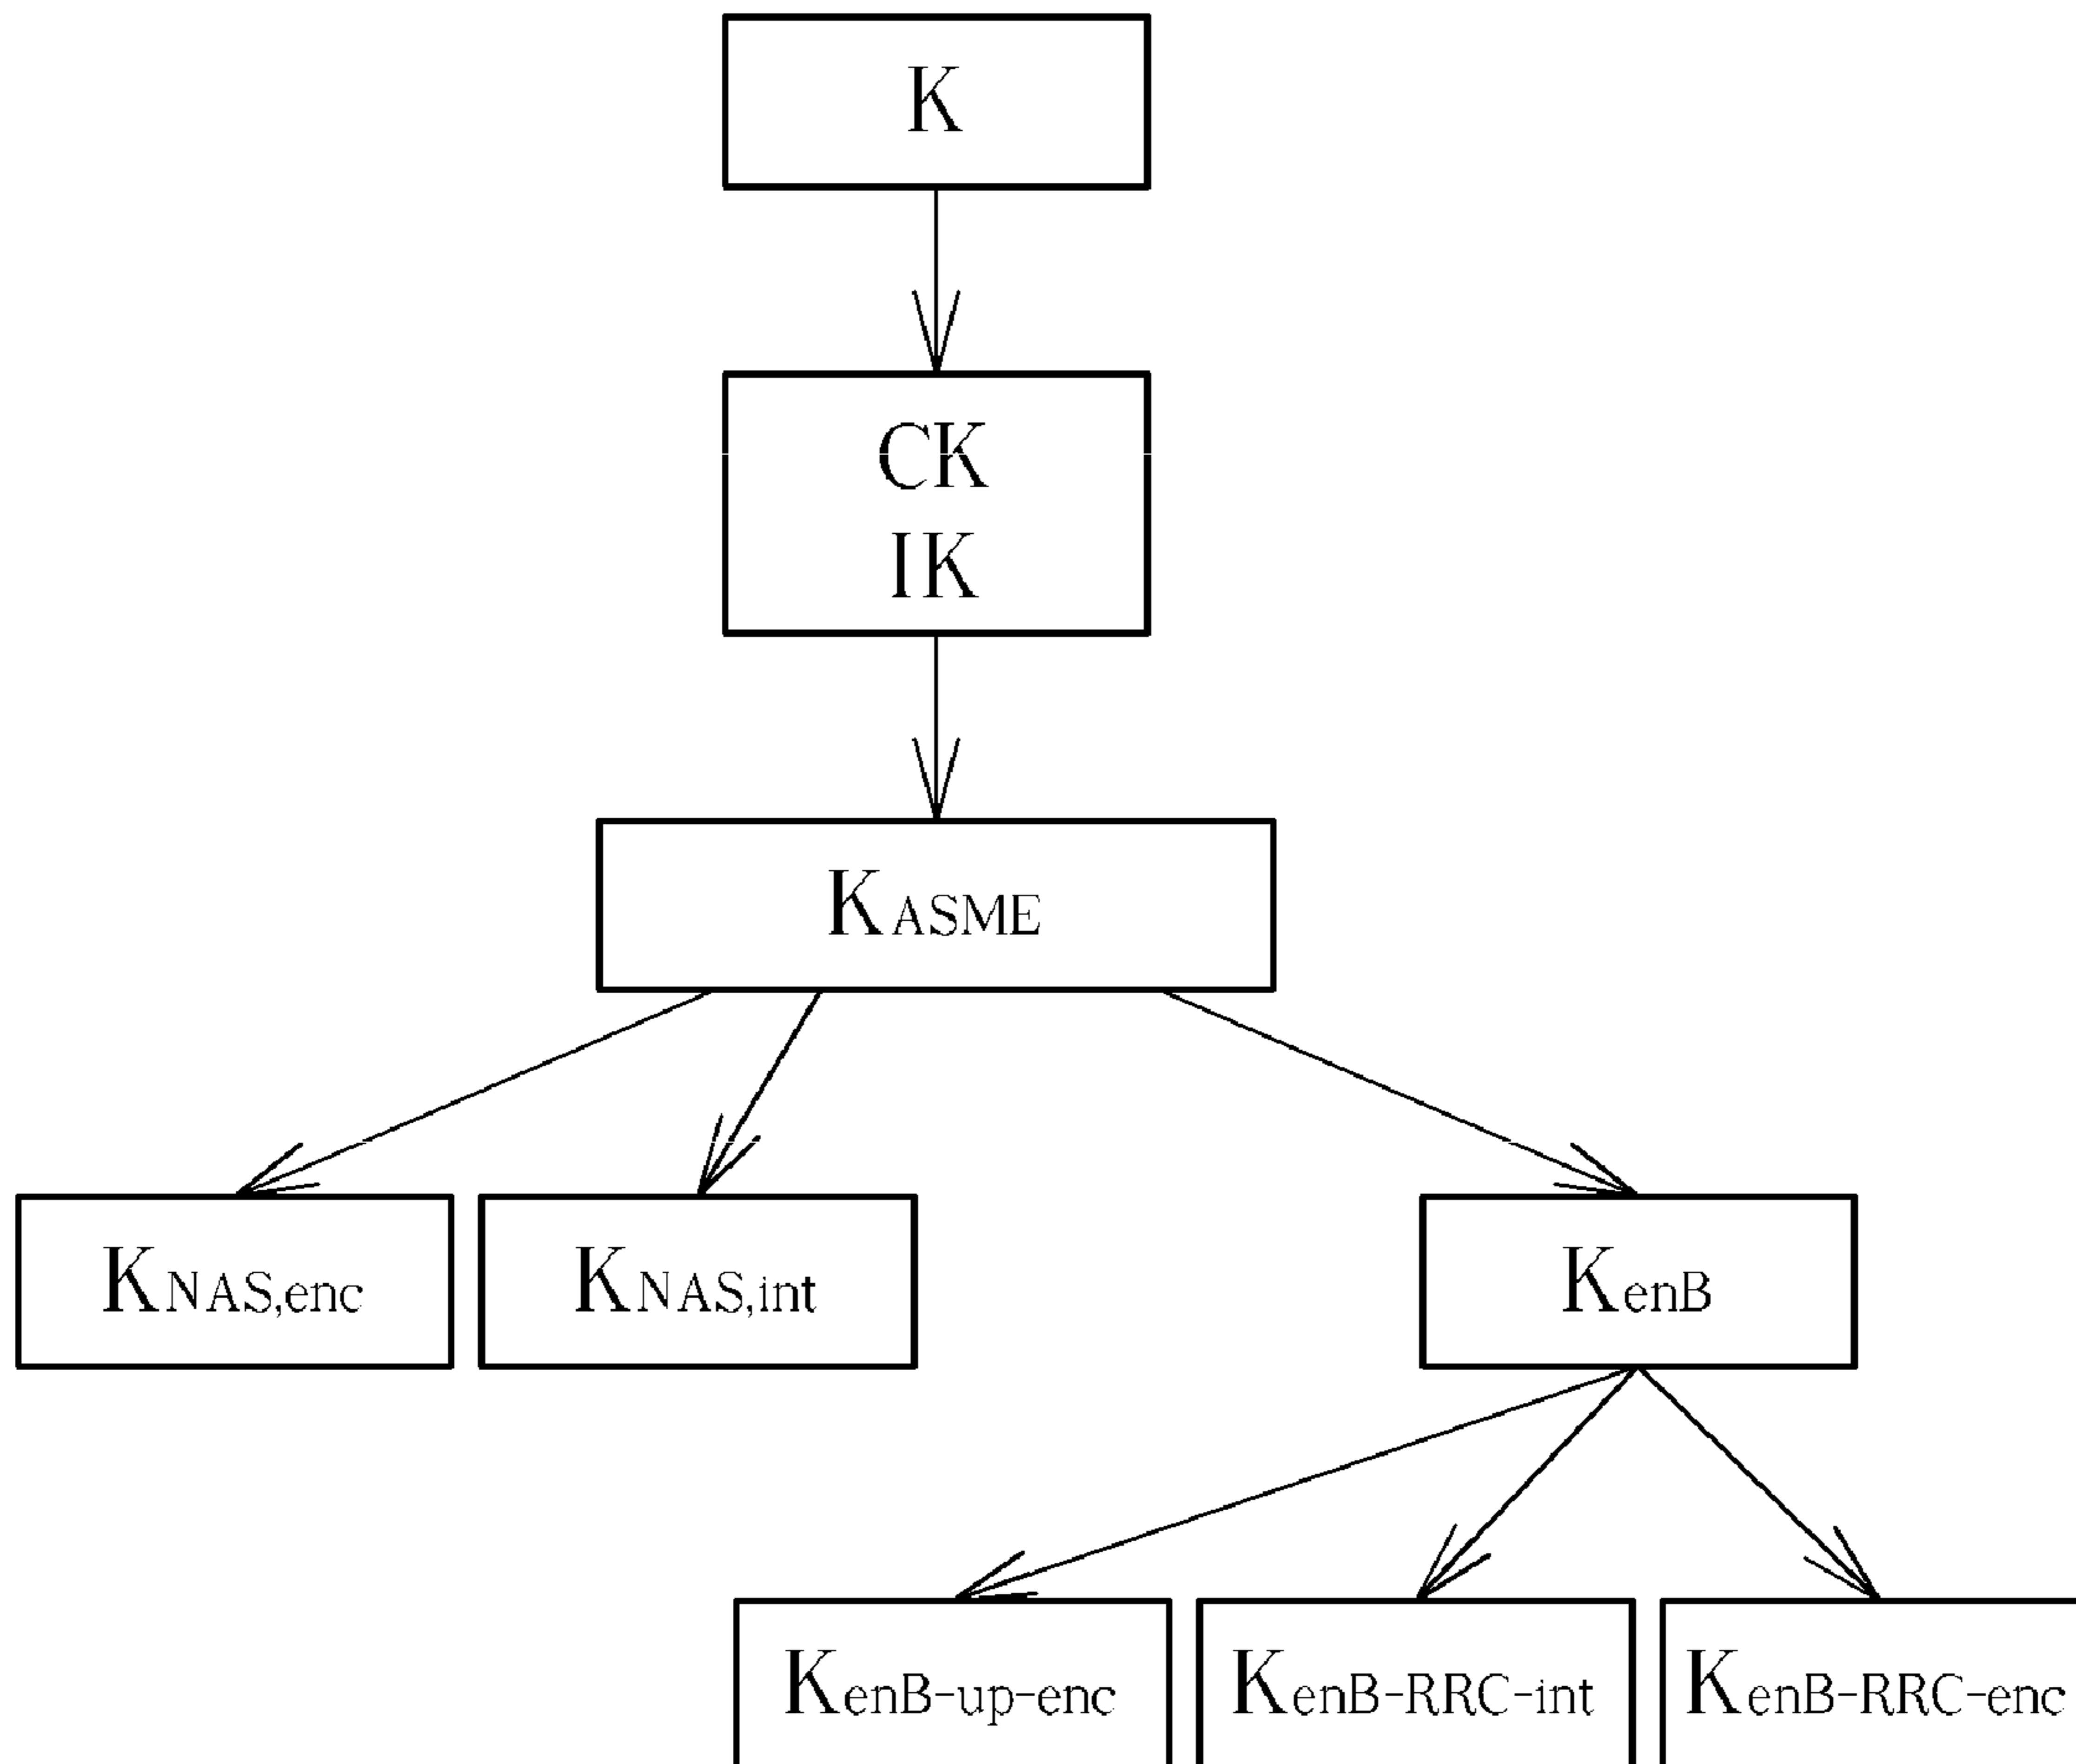 K
CK
IK
KASME
KNAS,enc
KNAS,int
KenB
KenB-up-enc
KenB-RRC-int
KenB-RRC-enc